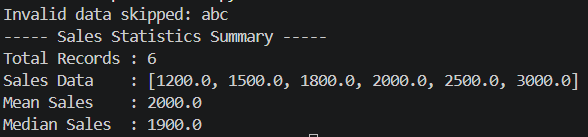 Invalid data skipped: abc
----- Sales Statistics Summary -----
Total Records : 6
Sales Data    : [1200.0, 1500.0, 1800.0, 2000.0, 2500.0, 3000.0]
Mean Sales    : 2000.0
Median Sales  : 1900.0